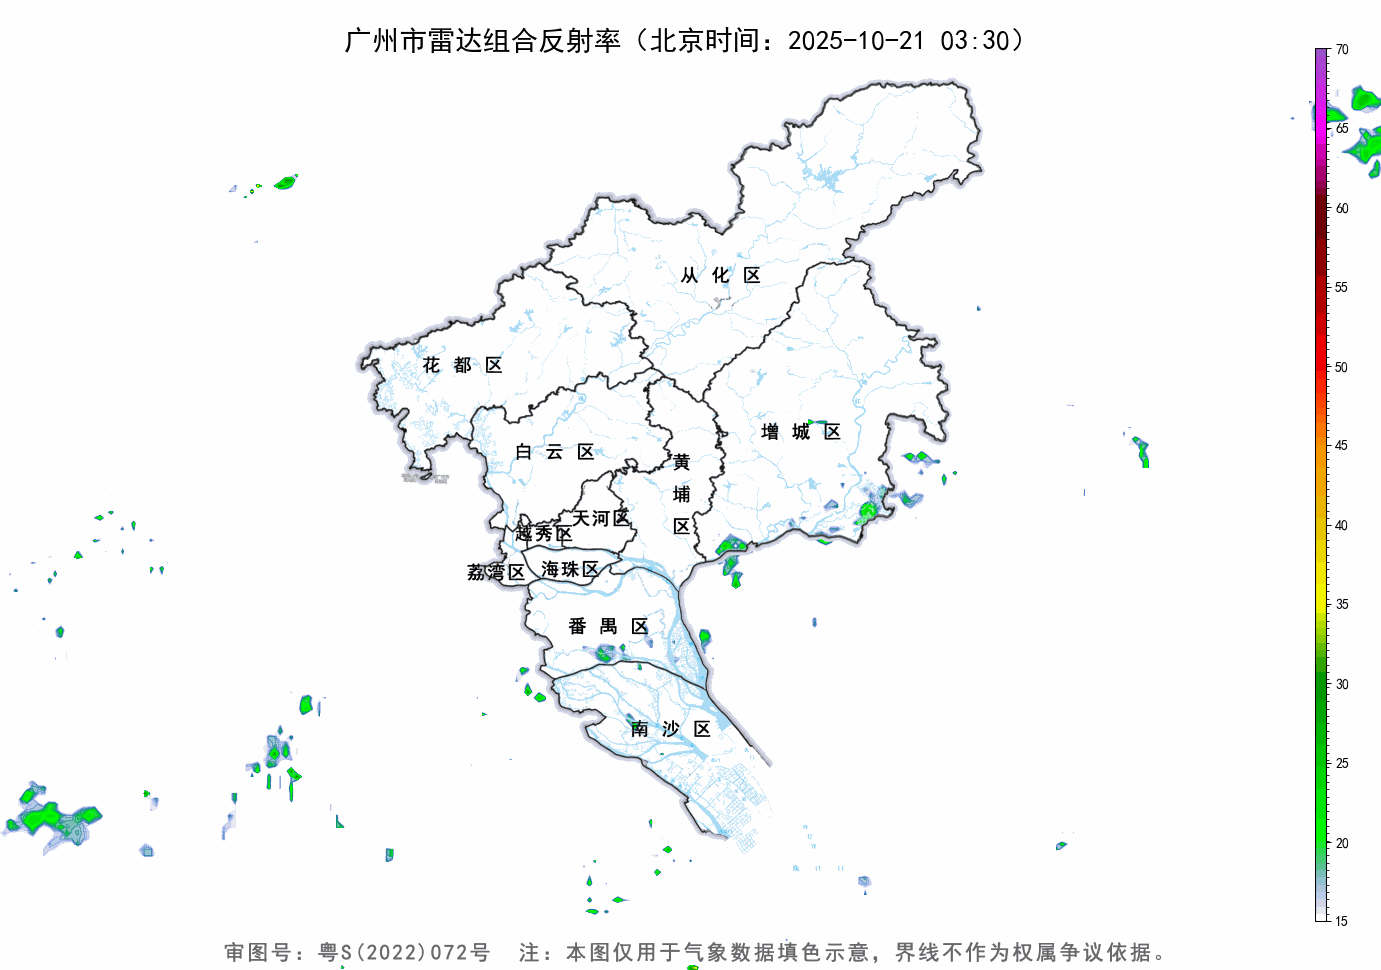 广州市雷达组合反射率（北京时间：2025-10-21 03:30）
70
65
60
55
50
45
40
35
30
25
20
15
从化区
花都区
增城区
白云区
黄埔区
天河区
越秀区
荔湾区
海珠区
番禺区
南沙区
审图号：粤S(2022)072号 注：本图仅用于气象数据填色示意，界线不作为权属争议依据。